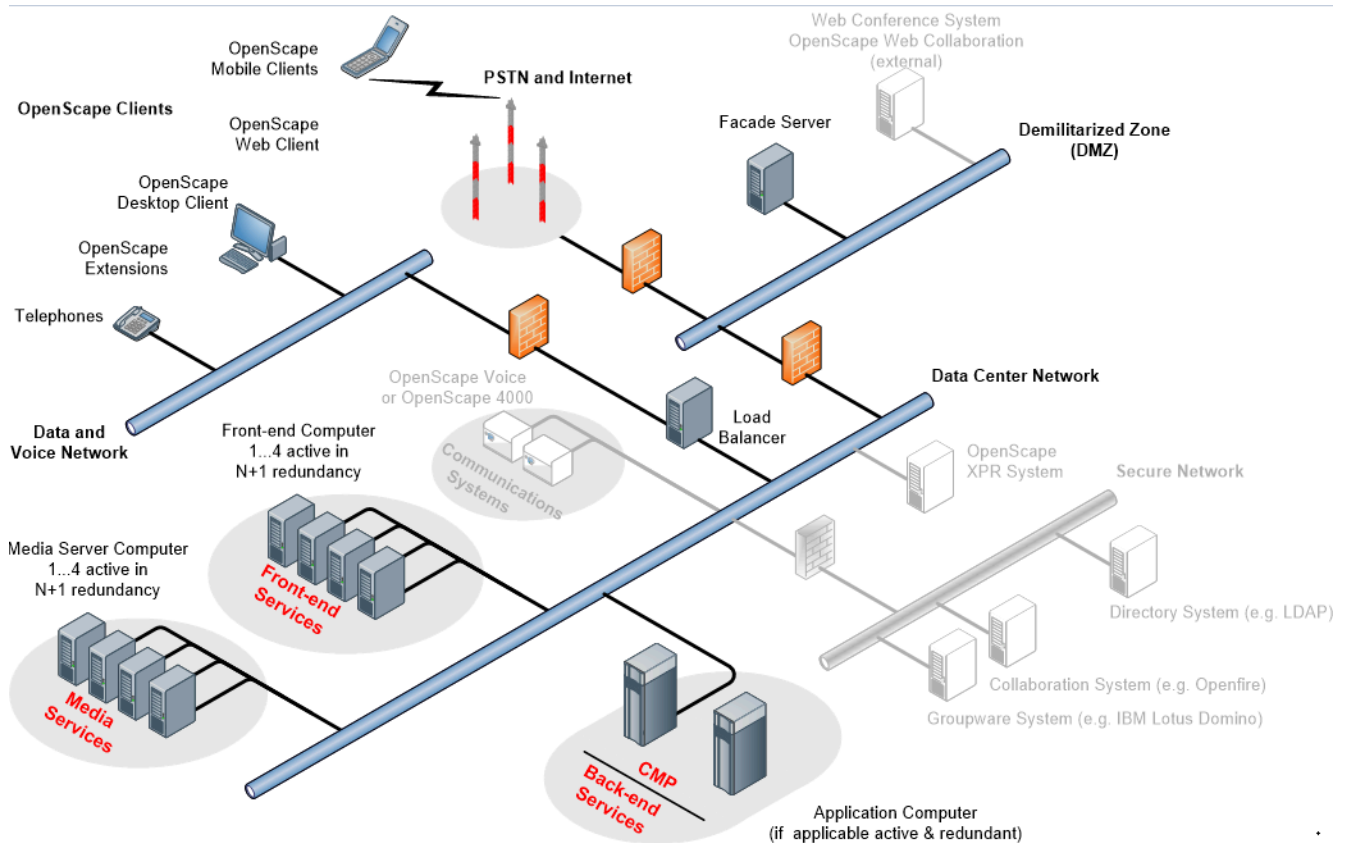 Web Conference System
OpenScape Web Collaboration
(external)
OpenScape
Mobile Clients
PSTN and Internet
OpenScape Clients
OpenScape
Web Client
Facade Server
Demilitarized Zone
(DMZ)
OpenScape
Desktop Client
OpenScape
Extensions
Telephones
OpenScape Voice
or OpenScape 4000
Data Center Network
Load
Balancer
Data and
Voice Network
Front-end Computer
1...4 active in
N+1 redundancy
Communications
Systems
OpenScape
XPR System
Secure Network
Media Server Computer
1...4 active in
N+1 redundancy
Front-end
Services
Directory System (e.g. LDAP)
Media
Services
Collaboration System (e.g. Openfire)
Groupware System (e.g. IBM Lotus Domino)
CMP
Back-end
Services
Application Computer
(if applicable active & redundant)